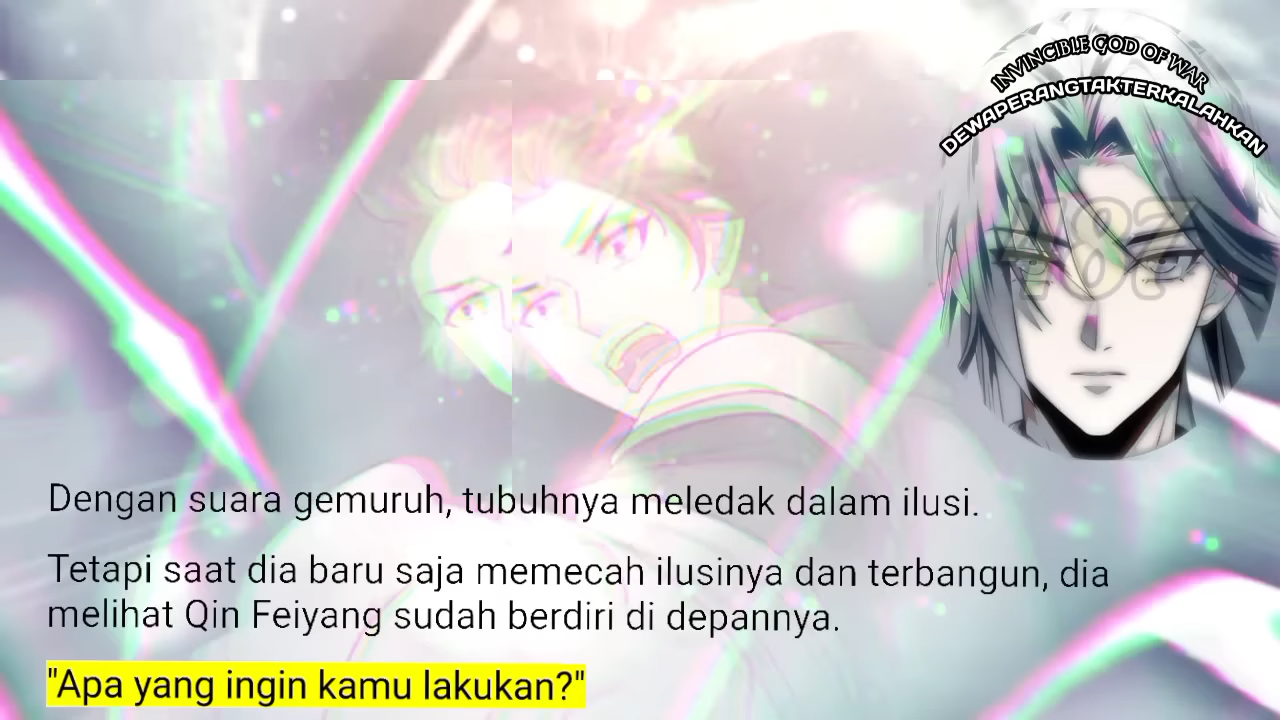 INVINCIBLE GOD OF WAR
DEWAPERANGTAKTERKALAHKAN
Dengan suara gemuruh, tubuhnya meledak dalam ilusi.
Tetapi saat dia baru saja memecah ilusinya dan terbangun, dia
melihat Qin Feiyang sudah berdiri di depannya.
"Apa yang ingin kamu lakukan?"